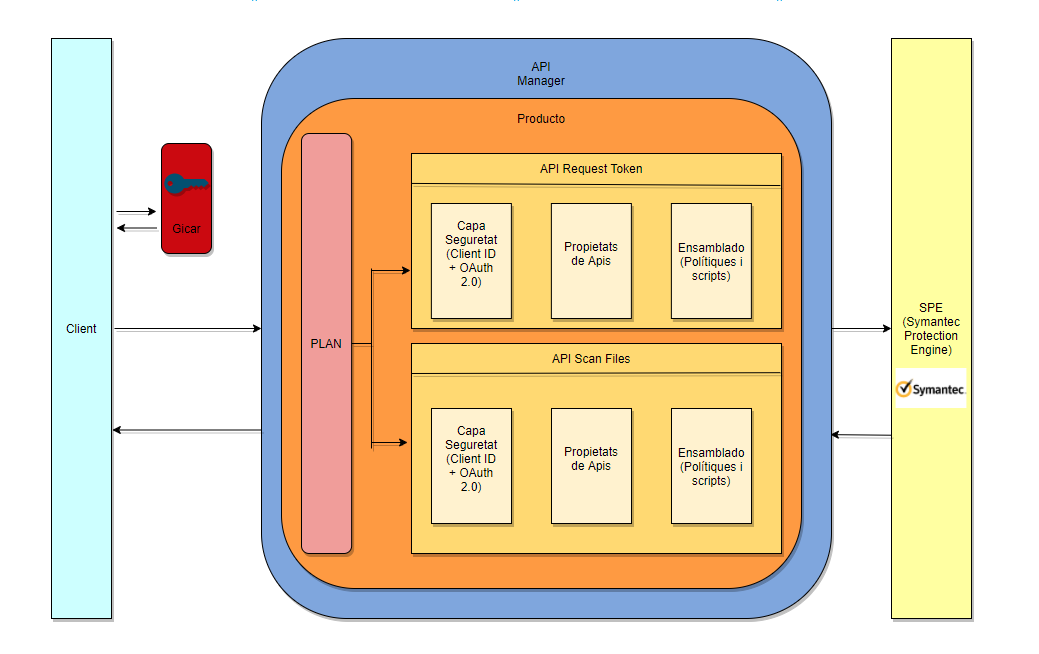 API
Manager
Producto
API Request Token
Capa
Seguretat
(Client ID
+ OAuth
2.0)
Propietats
de Apis
Ensamblado
(Polítiques i
scripts)
Gicar
Client
PLAN
API Scan Files
Capa
Seguretat
(Client ID
+ OAuth
2.0)
Propietats
de Apis
Ensamblado
(Polítiques i
scripts)
SPE
(Symantec
Protection
Engine)
Symantec.